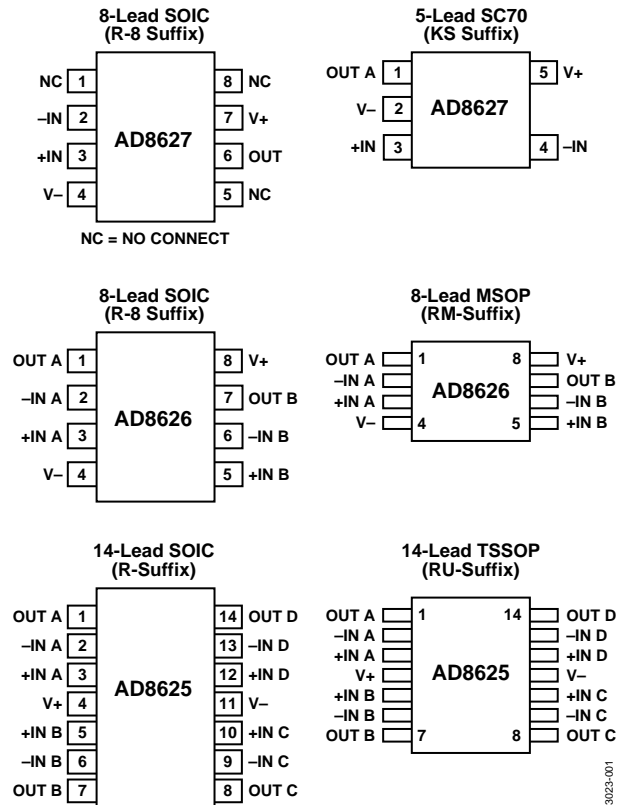 8-Lead SOIC
(R-8 Suffix)
NC 1 8 NC
–IN 2 7 V+
AD8627
+IN 3 6 OUT
V– 4 5 NC
NC = NO CONNECT
5-Lead SC70
(KS Suffix)
OUT A 1 5 V+
V– 2 AD8627
+IN 3 4 –IN
8-Lead SOIC
(R-8 Suffix)
OUT A 1 8 V+
–IN A 2 7 OUT B
AD8626
+IN A 3 6 –IN B
V– 4 5 +IN B
8-Lead MSOP
(RM-Suffix)
OUT A 1 8 V+
–IN A OUT B
AD8626
+IN A –IN B
V– 4 5 +IN B
14-Lead SOIC
(R-Suffix)
OUT A 1 14 OUT D
–IN A 2 13 –IN D
+IN A 3 12 +IN D
AD8625
V+ 4 11 V–
+IN B 5 10 +IN C
–IN B 6 9 –IN C
OUT B 7 8 OUT C
14-Lead TSSOP
(RU-Suffix)
OUT A 1 14 OUT D
–IN A –IN D
+IN A +IN D
V+ AD8625 V–
+IN B +IN C
–IN B –IN C
OUT B 7 8 OUT C
3023-001